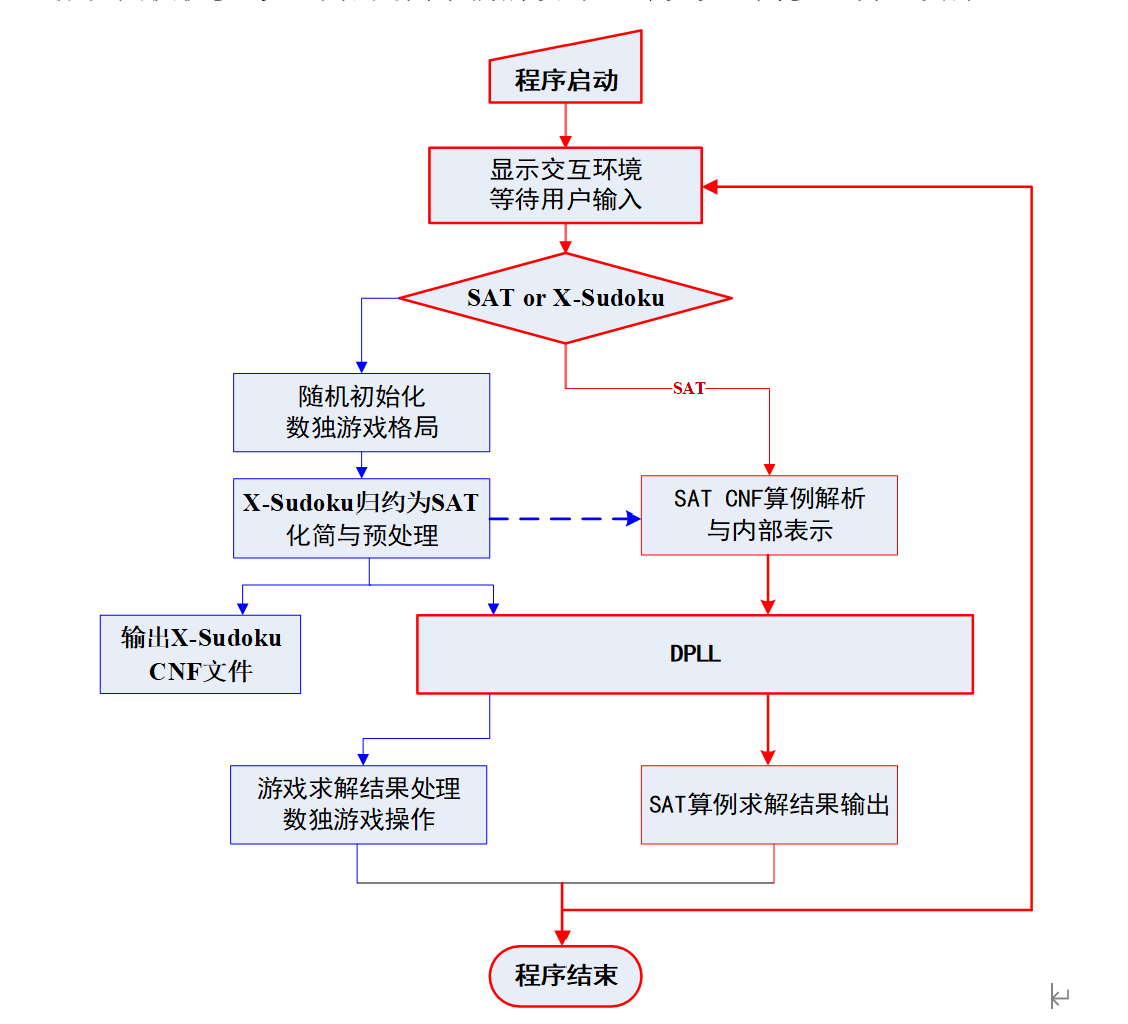 程序启动
显示交互环境
等待用户输入
SAT or X-Sudoku
随机初始化
数独游戏格局
SAT
X-Sudoku归约为SAT
化简与预处理
SAT CNF算例解析
与内部表示
输出X-Sudoku
CNF文件
DPLL
游戏求解结果处理
数独游戏操作
SAT算例求解结果输出
程序结束